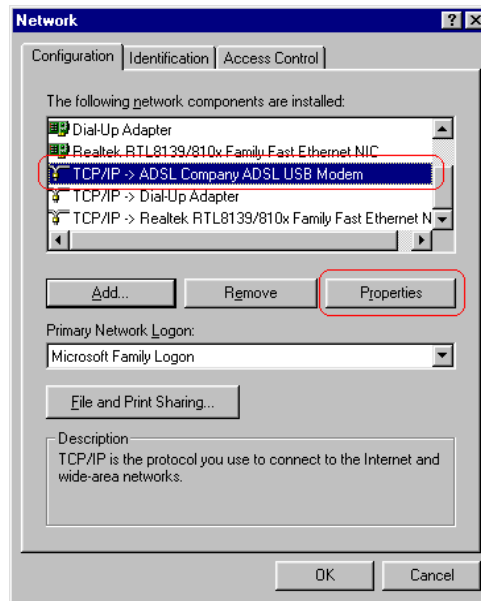 Network
Configuration Identification Access Control
The following network components are installed:
Dial-Up Adapter
Realtek RTL8139/810x Family Fast Ethernet NIC
TCP/IP -> ADSL Company ADSL USB Modem
TCP/IP -> Dial-Up Adapter
TCP/IP -> Realtek RTL8139/810x Family Fast Ethernet N
Add... Remove Properties
Primary Network Logon:
Microsoft Family Logon
File and Print Sharing...
Description
TCP/IP is the protocol you use to connect to the Internet and
wide-area networks.
OK Cancel